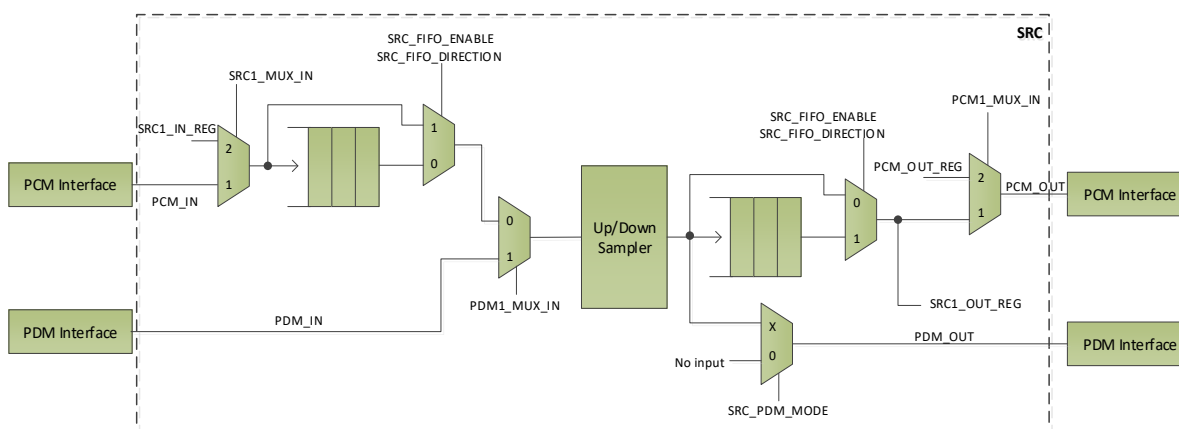 SRC
SRC_FIFO_ENABLE
SRC_FIFO_DIRECTION
SRC1_MUX_IN
SRC1_IN_REG
2
1
1
0
PCM Interface
PCM_IN
0
1
PDM1_MUX_IN
PDM Interface
PDM_IN
Up/Down
Sampler
SRC_FIFO_ENABLE
SRC_FIFO_DIRECTION
0
1
PCM1_MUX_IN
PCM_OUT_REG
2
1
PCM_OUT
PCM Interface
SRC1_OUT_REG
X
0
No input
SRC_PDM_MODE
PDM_OUT
PDM Interface